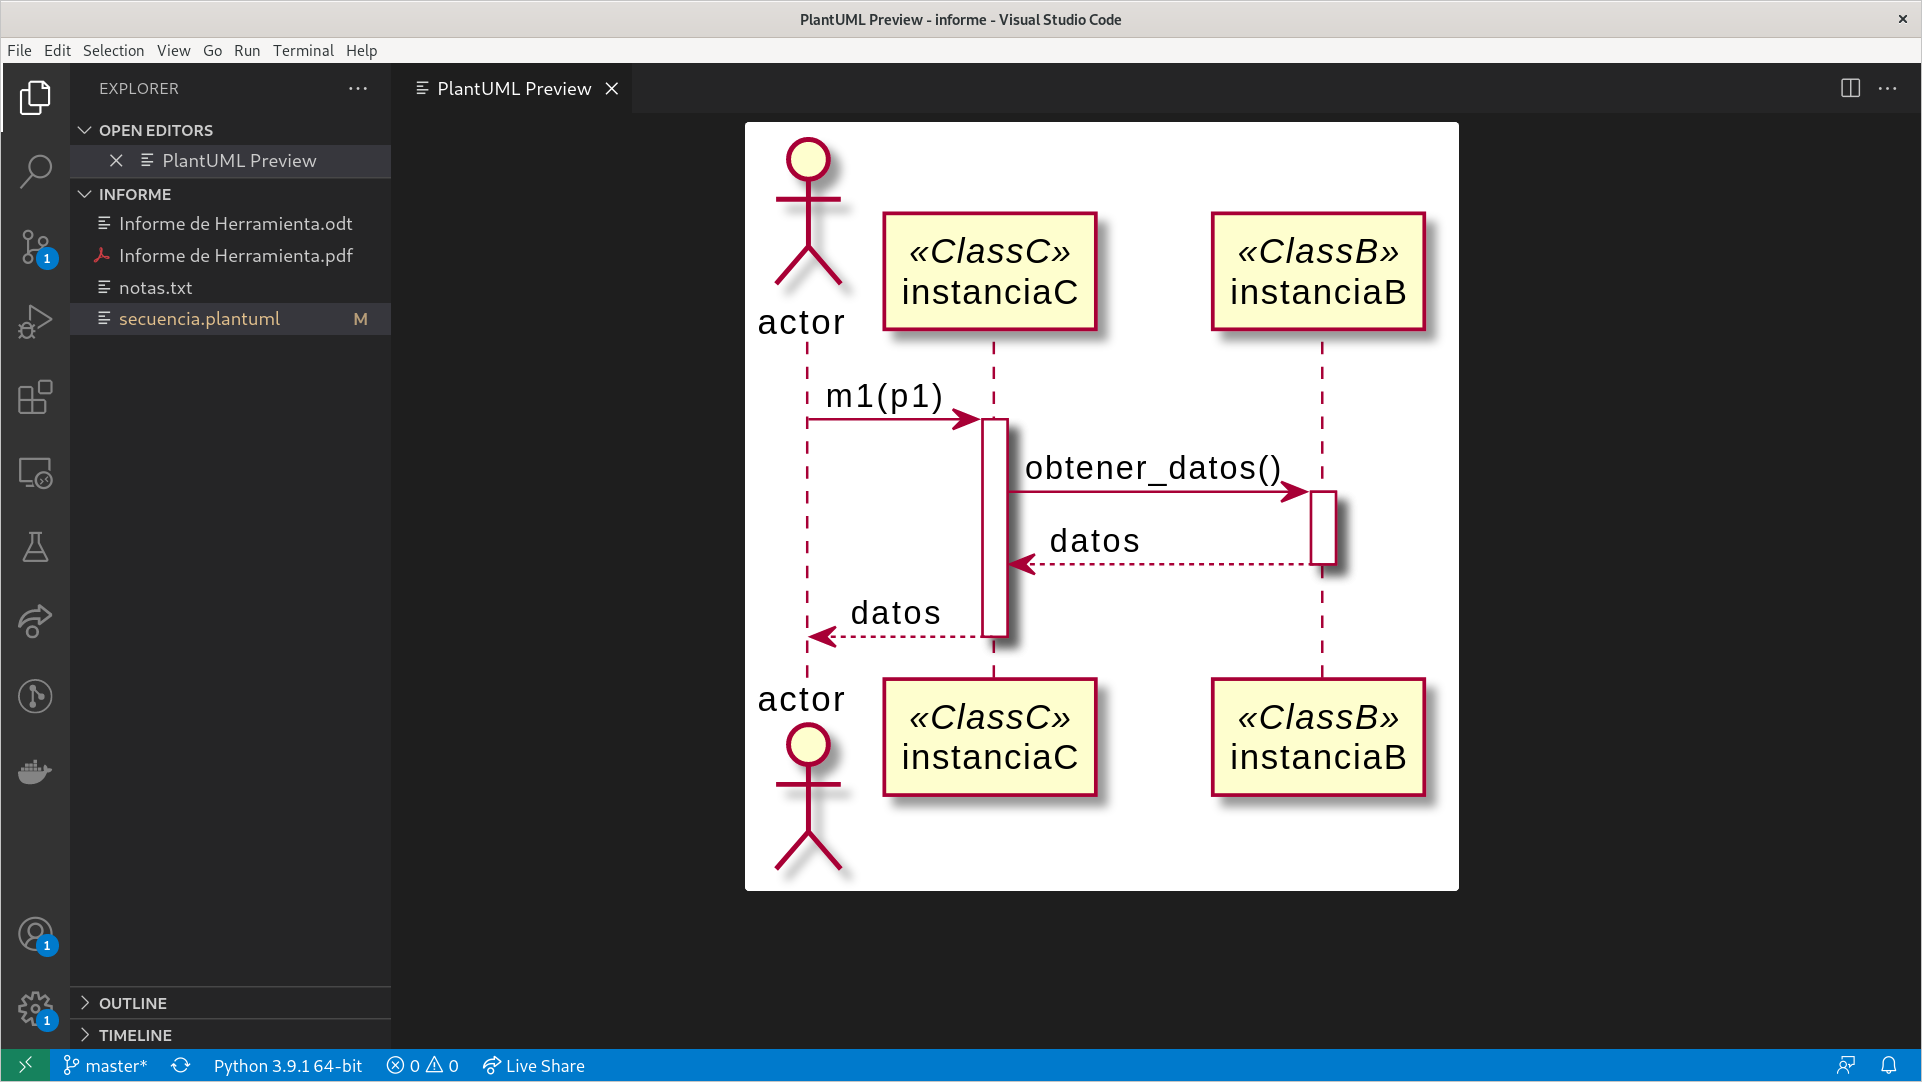 PlantUML Preview - informe - Visual Studio Code
File Edit Selection View Go Run Terminal Help
EXPLORER
PlantUML Preview
OPEN EDITORS
PlantUML Preview
INFORME
Informe de Herramienta.odt
Informe de Herramienta.pdf
notas.txt
secuencia.plantuml M
1
1
1
OUTLINE
TIMELINE
«ClassC»
instanciaC
«ClassB»
instanciaB
actor
m1(p1)
obtener_datos()
datos
datos
actor
«ClassC»
instanciaC
«ClassB»
instanciaB
master* Python 3.9.1 64-bit 0 0 Live Share